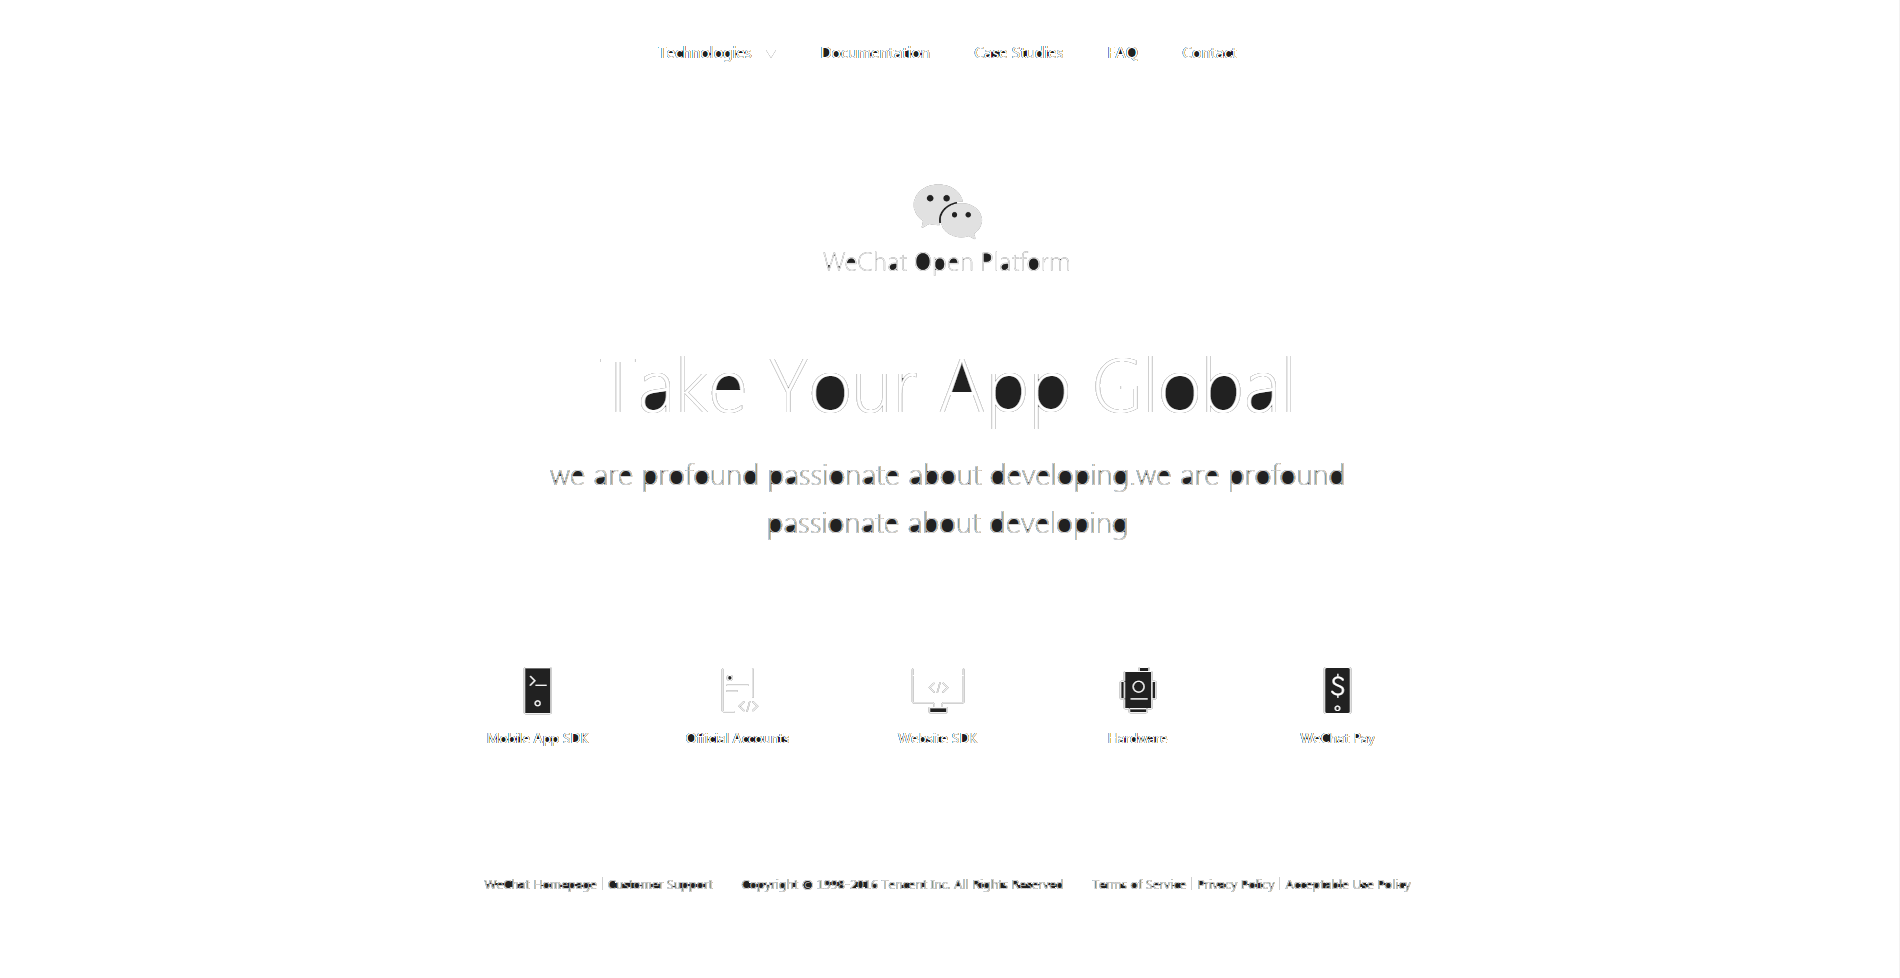 Technologies Documentation Case Studies FAQ Contact
WeChat Open Platform
Take Your App Global
we are profound passionate about developing.we are profound
passionate about developing
Mobile App SDK Official Accounts Website SDK Hardware WeChat Pay
WeChat Homepage | Customer Support Copyright © 1998-2016 Tencent Inc. All Rights Reserved Terms of Service | Privacy Policy | Acceptable Use Policy